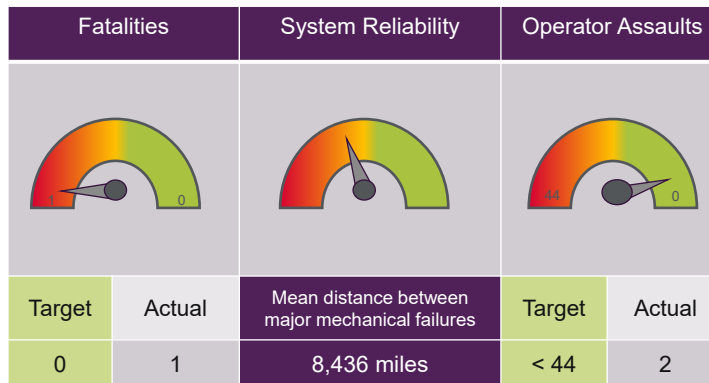 Fatalities
System Reliability
Operator Assaults
1
0
44
0
Target
Actual
Mean distance between
major mechanical failures
Target
Actual
0
1
8,436 miles
< 44
2